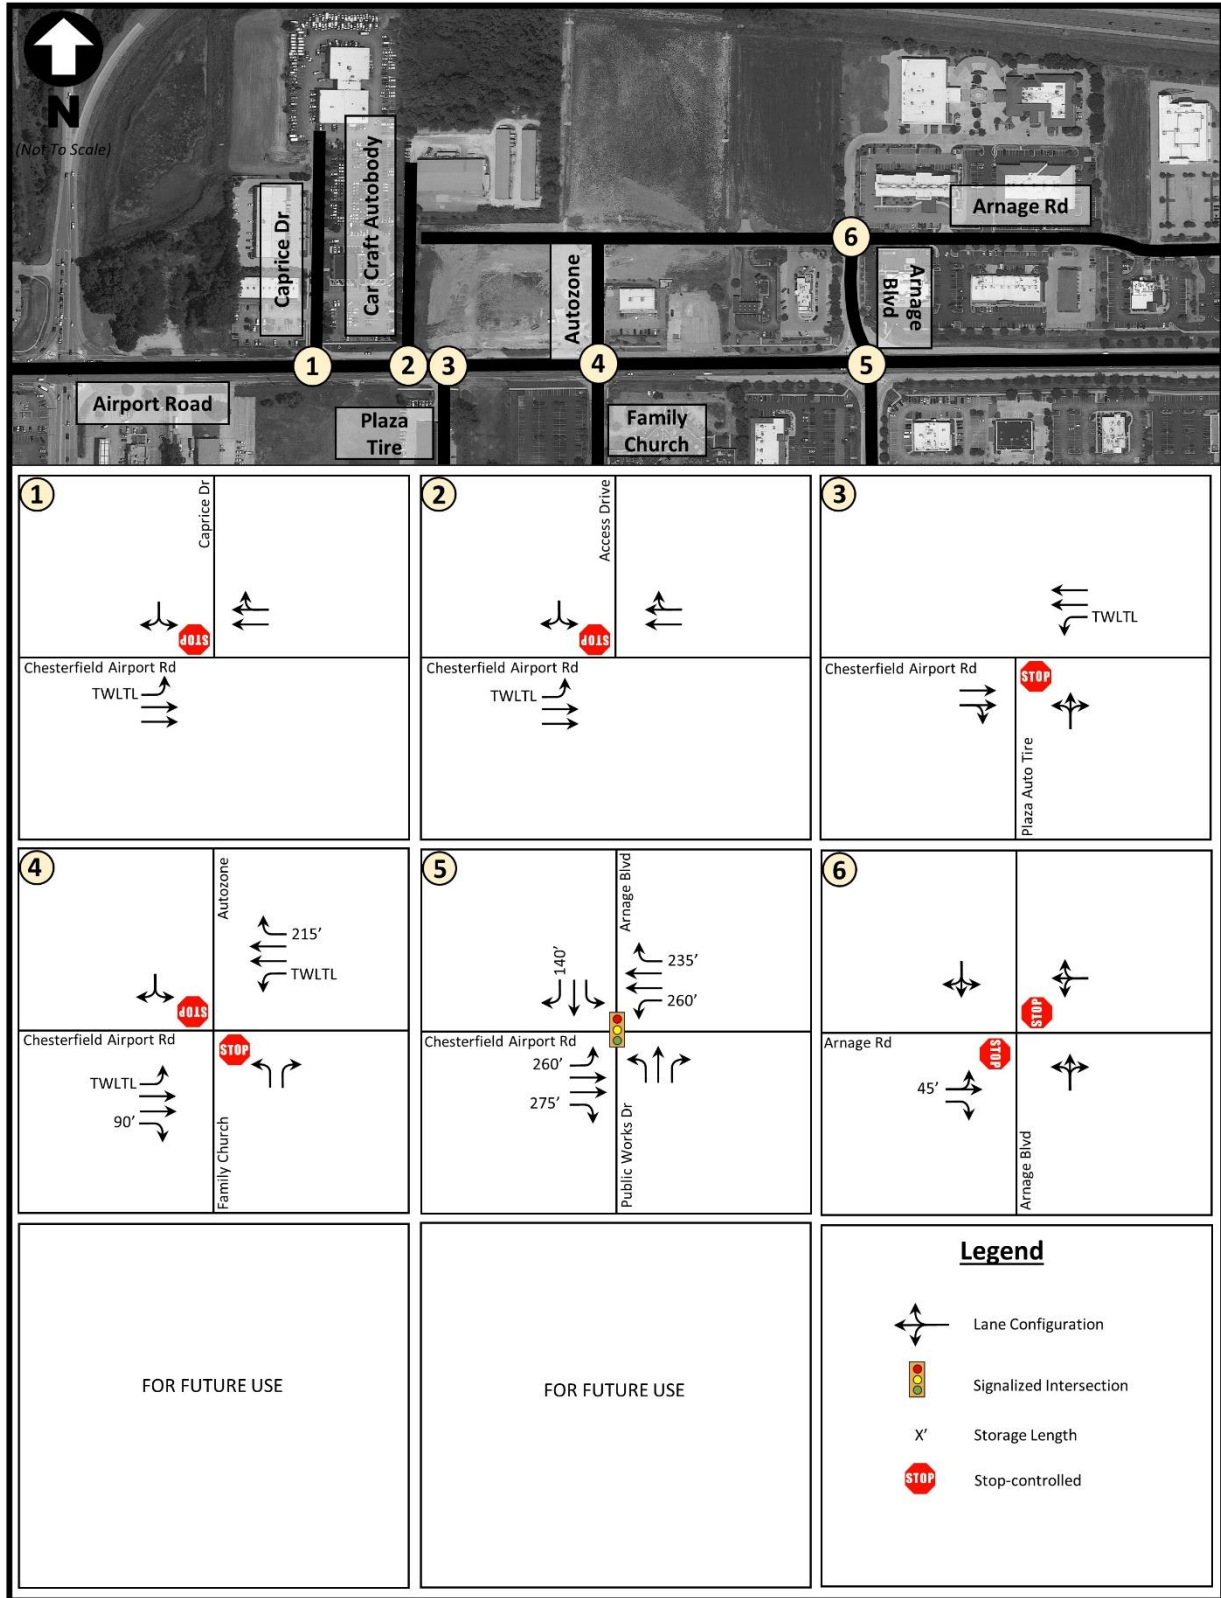 N
(Not To Scale)
Caprice Dr
Car Craft Autobody
Arnage Rd
6
Autozone
Arnage
Blvd
1
2
3
4
5
Airport Road
Plaza
Tire
Family
Church
1
Caprice Dr
STOP
Chesterfield Airport Rd
TWLTL
2
Access Drive
STOP
Chesterfield Airport Rd
TWLTL
3
TWLTL
Chesterfield Airport Rd
STOP
Plaza Auto Tire
4
Autozone
215'
TWLTL
STOP
Chesterfield Airport Rd
STOP
TWLTL
90'
Family Church
5
Arnage Blvd
140'
235'
260'
Chesterfield Airport Rd
260'
275'
Public Works Dr
6
STOP
Arnage Rd
STOP
45'
Arnage Blvd
FOR FUTURE USE
FOR FUTURE USE
Legend
Lane Configuration
Signalized Intersection
X' Storage Length
STOP Stop-controlled